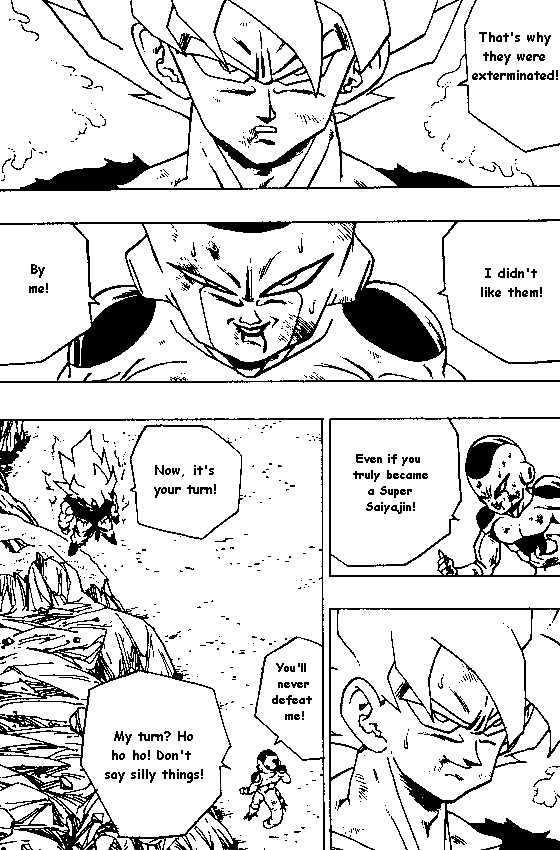 That's why
they were
exterminated!
I didn't
like them!
By
me!
Even if you
truly became
a Super
Saiyajin!
Now, it's
your turn!
You'll
never
defeat
me!
My turn? Ho
ho ho! Don't
say silly things!